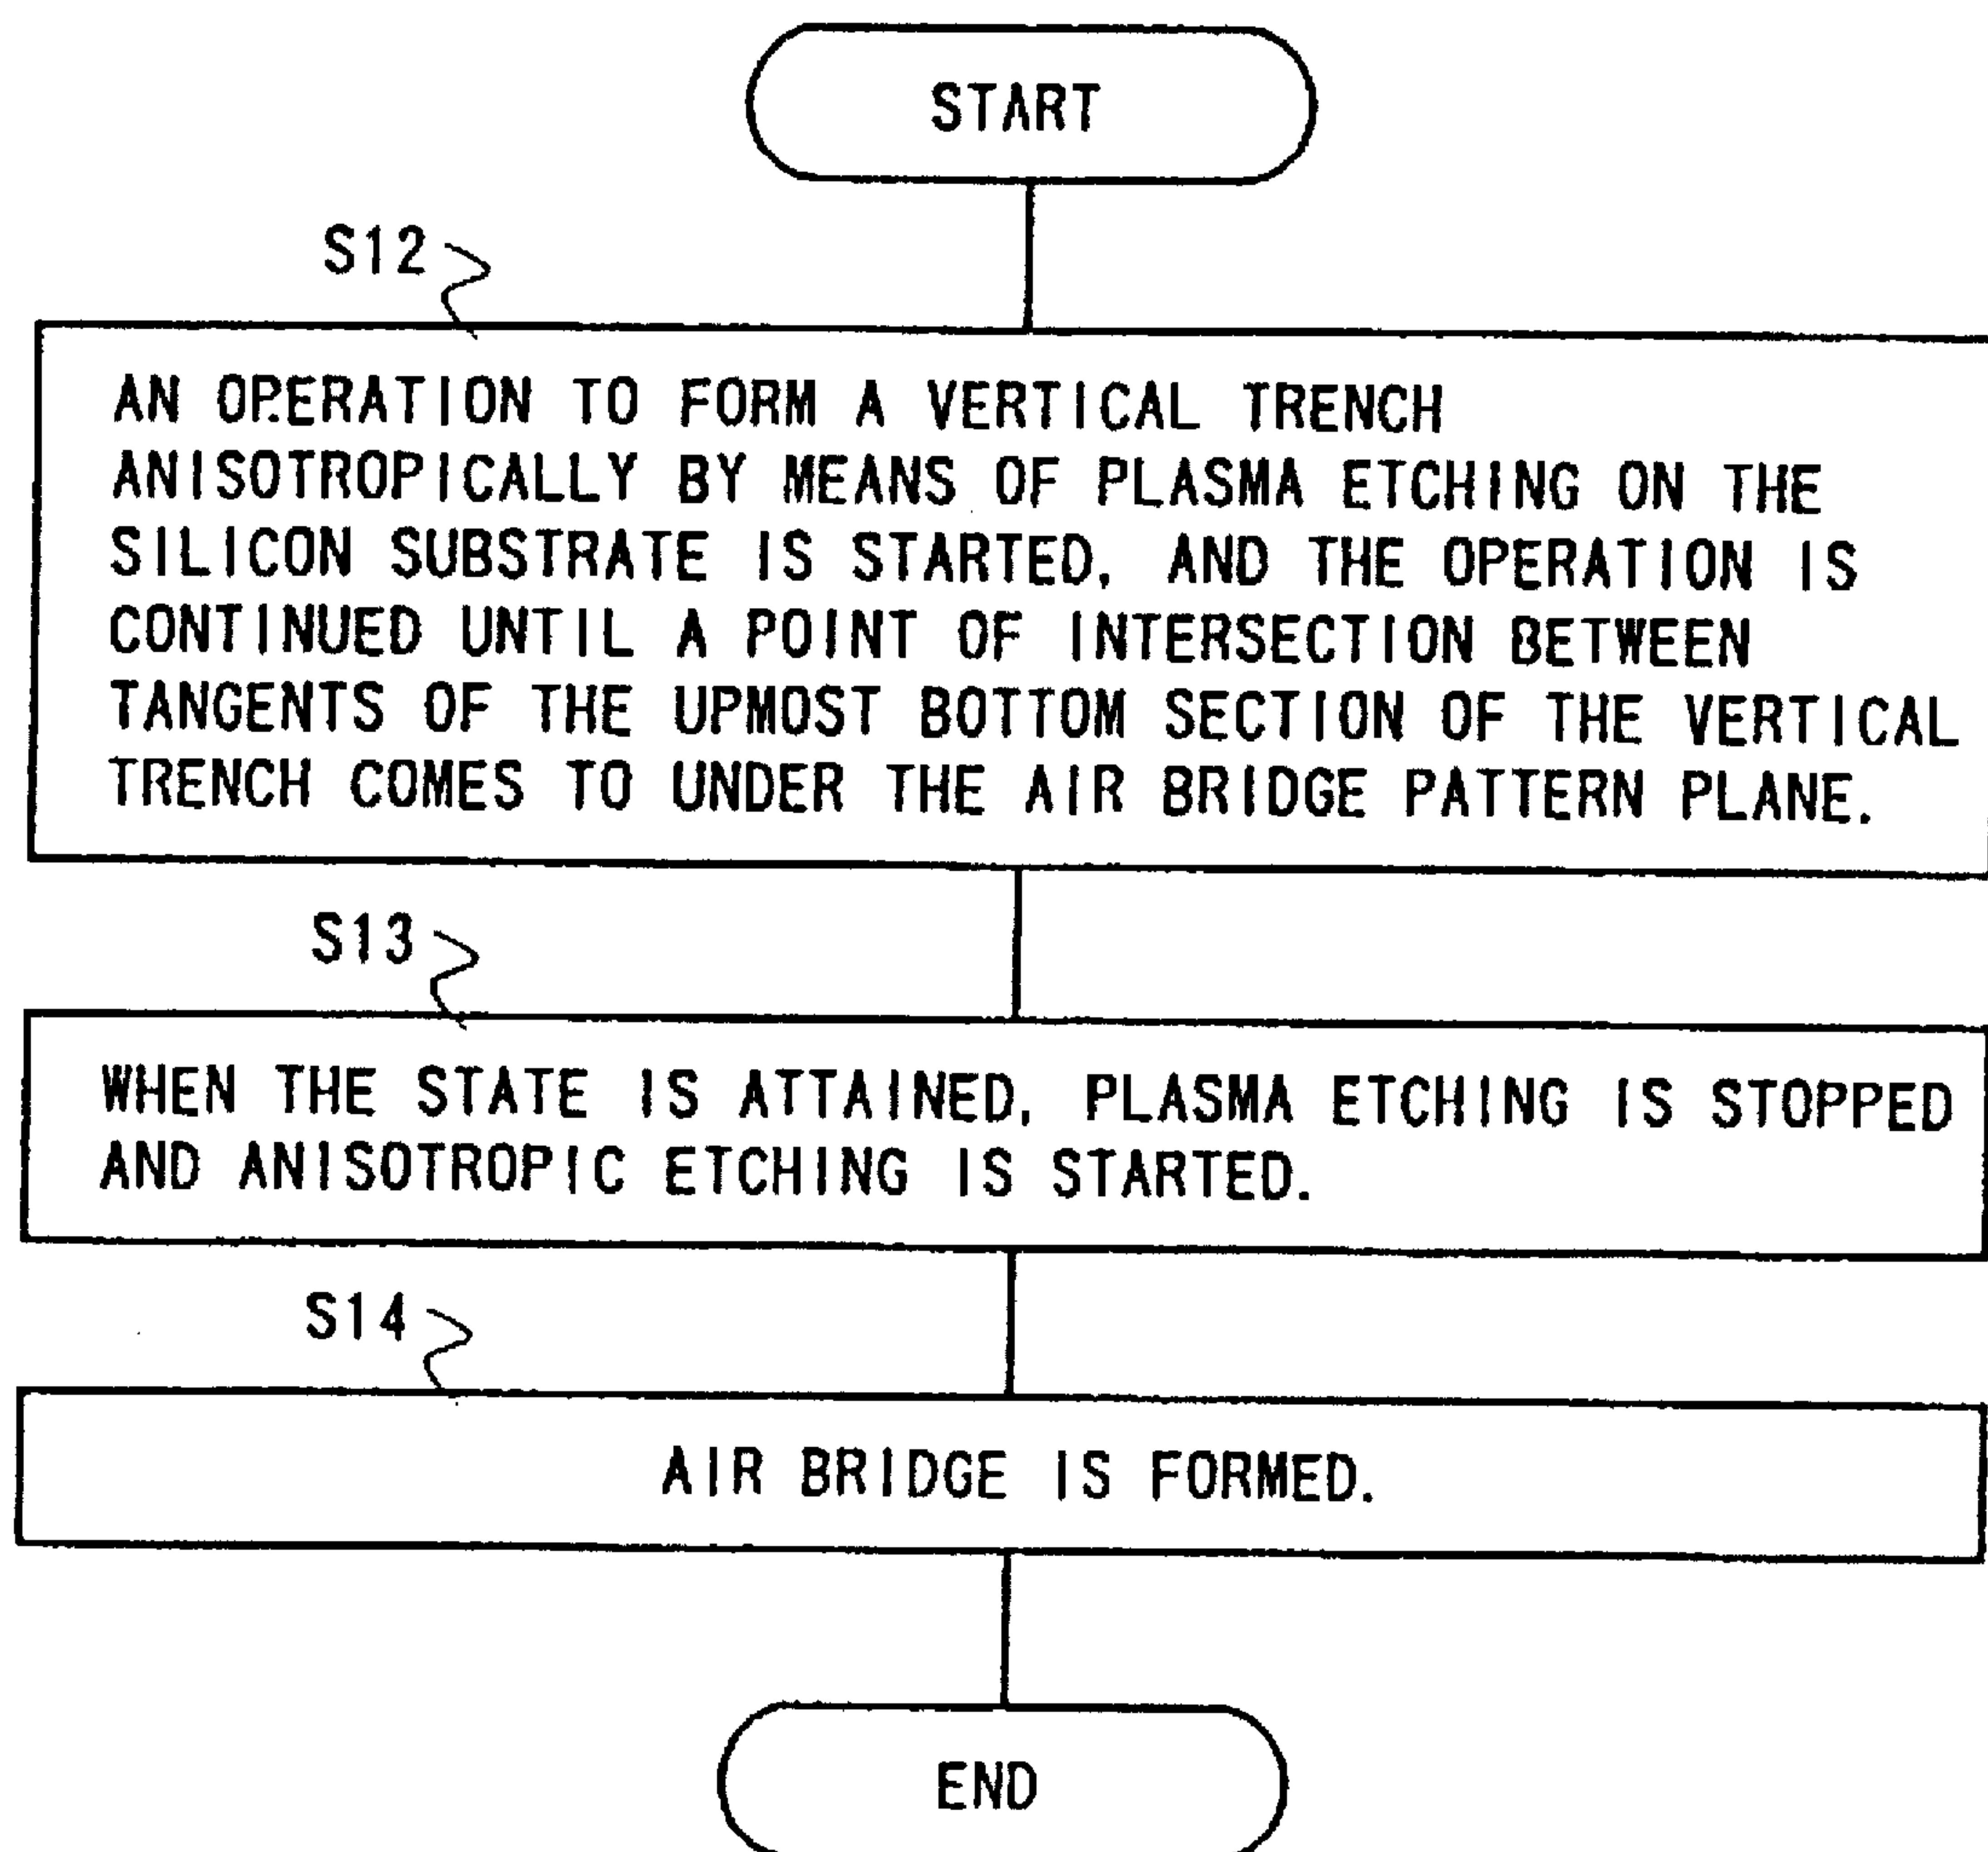 START
S12
AN OPERATION TO FORM A VERTICAL TRENCH
ANISOTROPICALLY BY MEANS OF PLASMA ETCHING ON THE
SILICON SUBSTRATE IS STARTED, AND THE OPERATION IS
CONTINUED UNTIL A POINT OF INTERSECTION BETWEEN
TANGENTS OF THE UPMOST BOTTOM SECTION OF THE VERTICAL
TRENCH COMES TO UNDER THE AIR BRIDGE PATTERN PLANE.
S13
WHEN THE STATE IS ATTAINED, PLASMA ETCHING IS STOPPED
AND ANISOTROPIC ETCHING IS STARTED.
S14
AIR BRIDGE IS FORMED.
END